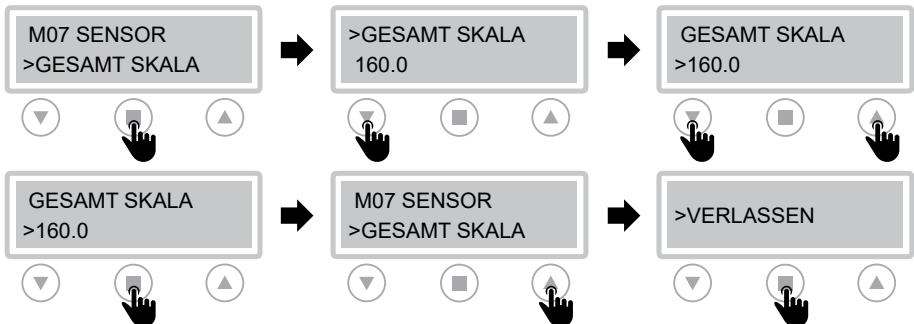 M07 SENSOR
>GESAMT SKALA
>GESAMT SKALA
160.0
GESAMT SKALA
>160.0
GESAMT SKALA
>160.0
M07 SENSOR
>GESAMT SKALA
>VERLASSEN